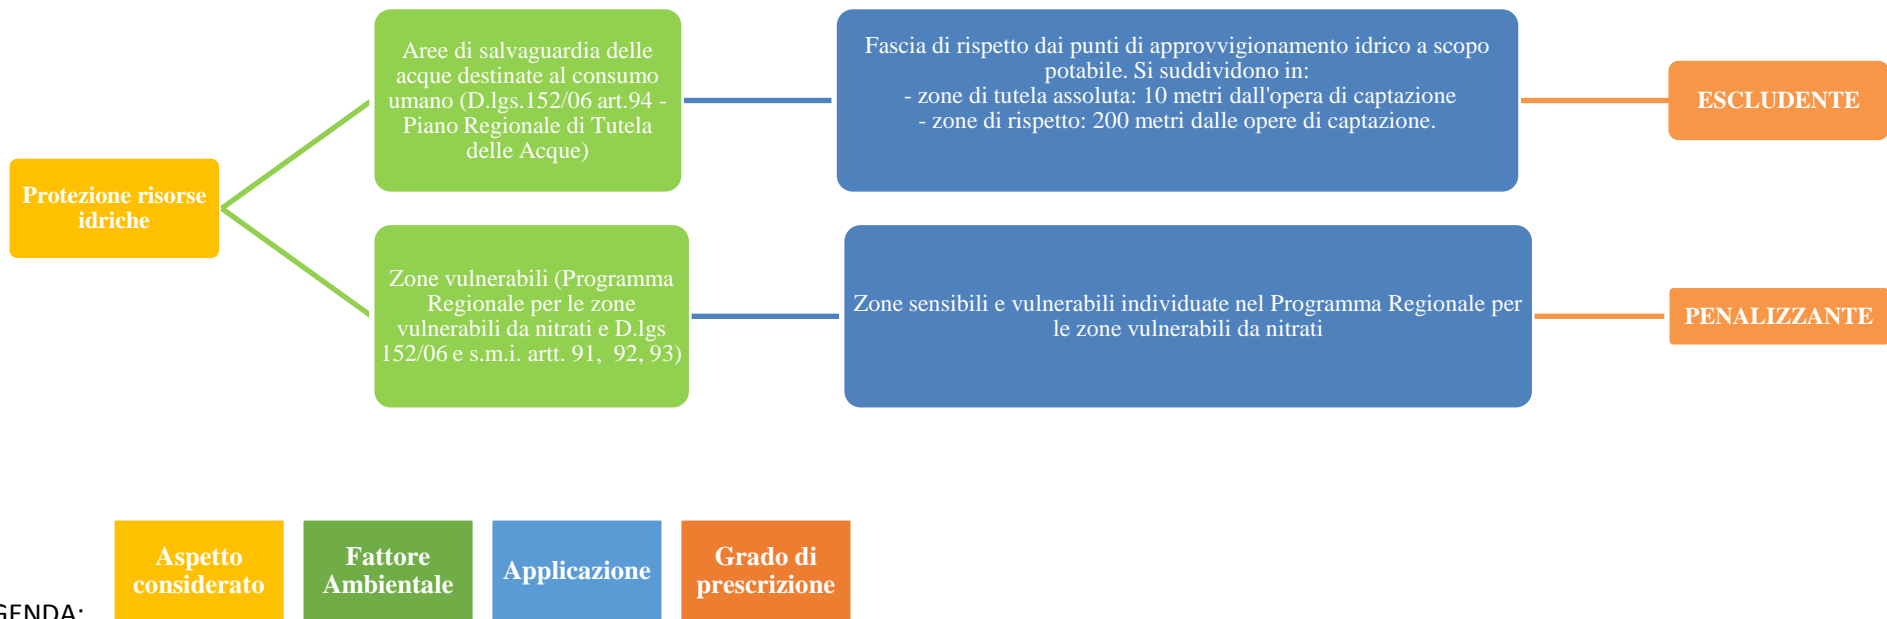 Protezione risorse
idriche
Aree di salvaguardia delle
acque destinate al consumo
umano (D.lgs.152/06 art.94 -
Piano Regionale di Tutela
delle Acque)
Fascia di rispetto dai punti di approvvigionamento idrico a scopo
potabile. Si suddividono in:
- zone di tutela assoluta: 10 metri dall'opera di captazione
- zone di rispetto: 200 metri dalle opere di captazione.
ESCLUDENTE
Zone vulnerabili (Programma
Regionale per le zone
vulnerabili da nitrati e D.lgs
152/06 e s.m.i. artt. 91, 92, 93)
Zone sensibili e vulnerabili individuate nel Programma Regionale per
le zone vulnerabili da nitrati
PENALIZZANTE
GENDA:
Aspetto
considerato
Fattore
Ambientale
Applicazione
Grado di
prescrizione